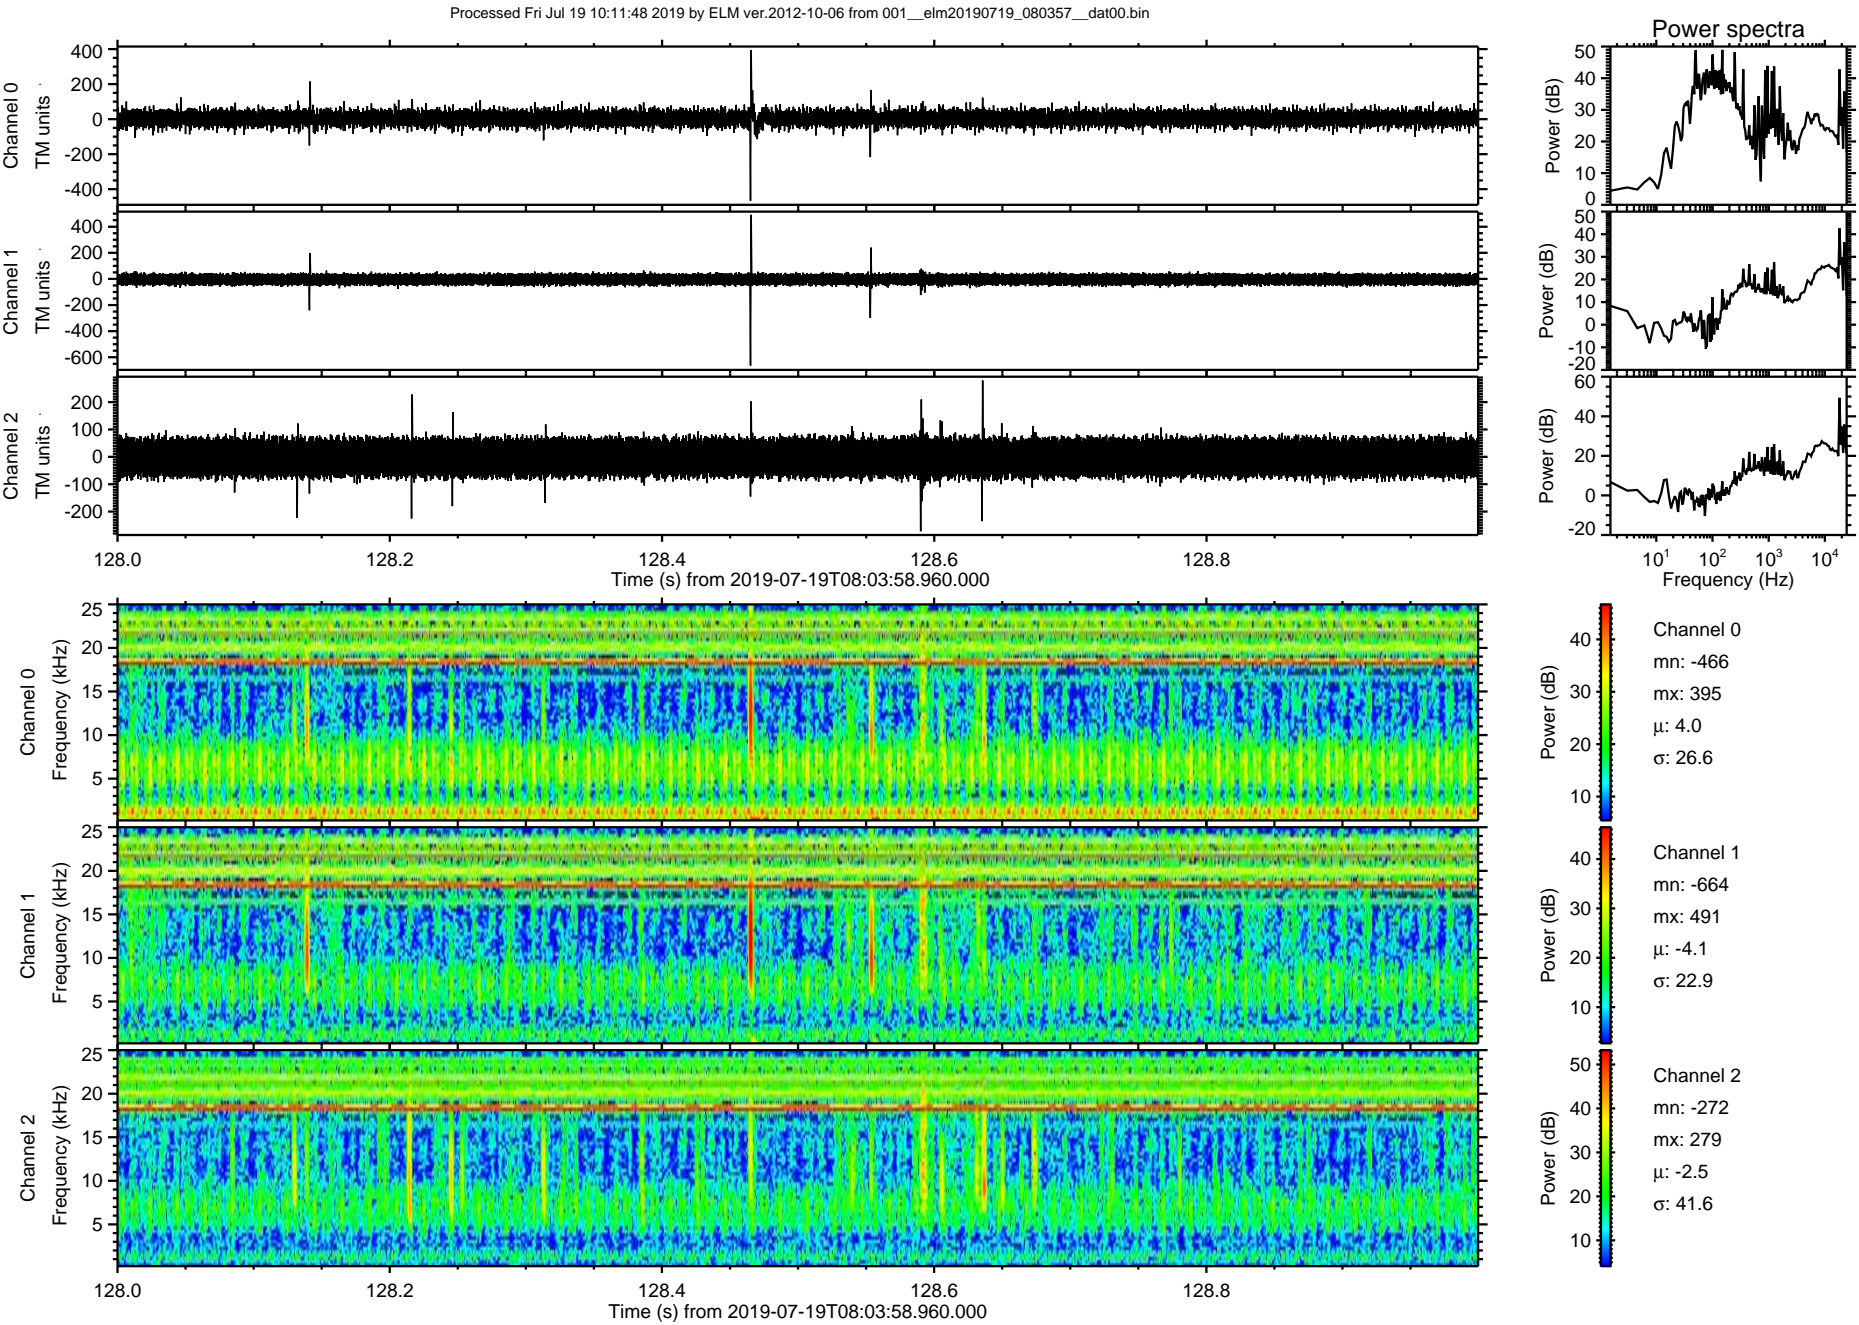 Processed Fri Jul 19 10:11:48 2019 by ELM ver.2012-10-06 from 001__elm20190719_080357__dat00.bin
Power spectra
Channel 0
TM units
400
200
0
-200
-400
Power (dB)
50
40
30
20
10
0
Channel 1
TM units
400
200
0
-200
-400
-600
Power (dB)
50
40
30
20
10
0
-10
-20
Channel 2
TM units
200
100
0
-100
-200
Power (dB)
60
40
20
0
-20
128.0 128.2 128.4 128.6 128.8
Time (s) from 2019-07-19T08:03:58.960.000
10^1 10^2 10^3 10^4
Frequency (Hz)
Channel 0
Frequency (kHz)
25
20
15
10
5
Power (dB)
40
30
20
10
Channel 0
mn: -466
mx: 395
μ: 4.0
σ: 26.6
Channel 1
Frequency (kHz)
25
20
15
10
5
Power (dB)
40
30
20
10
Channel 1
mn: -664
mx: 491
μ: -4.1
σ: 22.9
Channel 2
Frequency (kHz)
25
20
15
10
5
Power (dB)
50
40
30
20
10
Channel 2
mn: -272
mx: 279
μ: -2.5
σ: 41.6
128.0 128.2 128.4 128.6 128.8
Time (s) from 2019-07-19T08:03:58.960.000